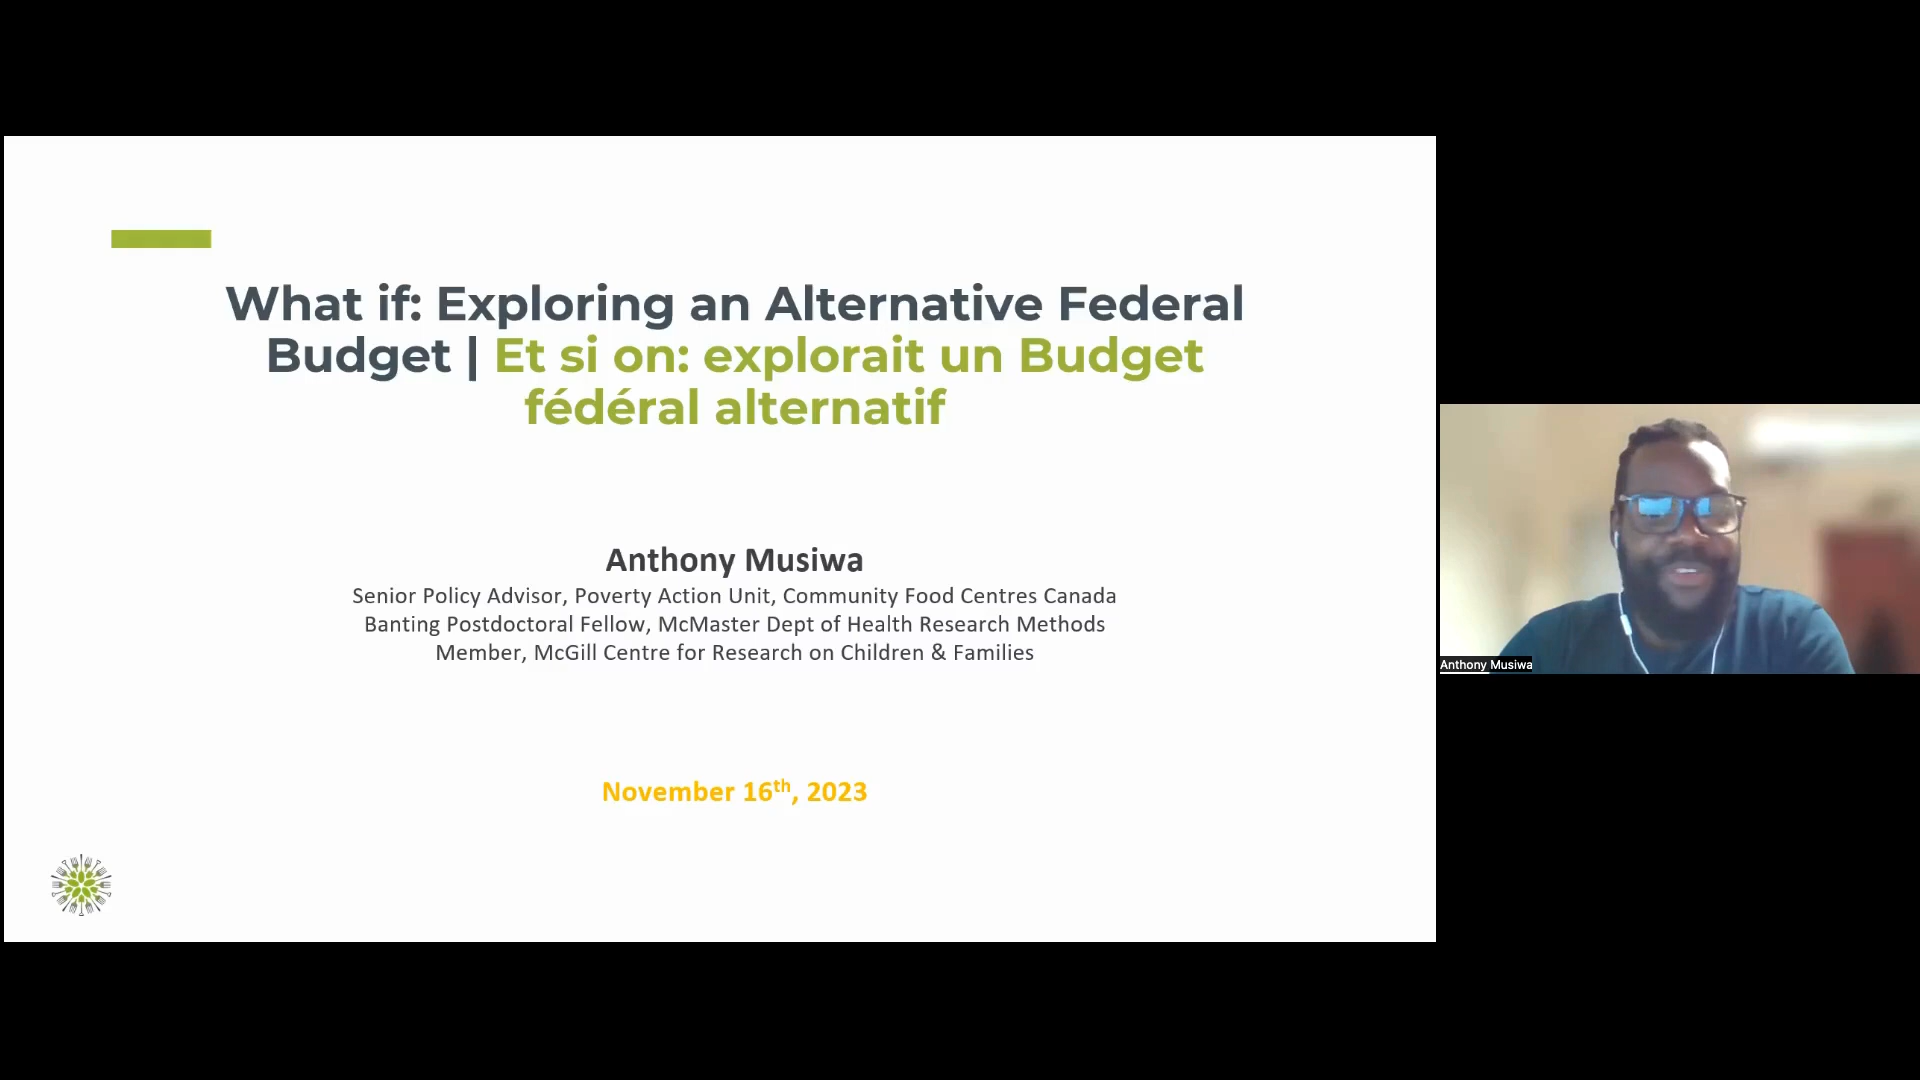 What if: Exploring an Alternative Federal
Budget | Et si on: explorait un Budget
fédéral alternatif
Anthony Musiwa
Senior Policy Advisor, Poverty Action Unit, Community Food Centres Canada
Banting Postdoctoral Fellow, McMaster Dept of Health Research Methods
Member, McGill Centre for Research on Children & Families
November 16th, 2023
Anthony Musiwa